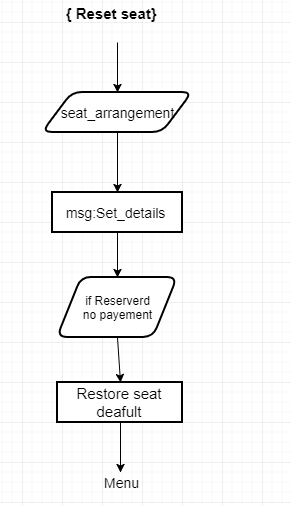 { Reset seat}
seat_arrangement
msg:Set_details
if Reserverd
no payement
Restore seat
deafult
Menu